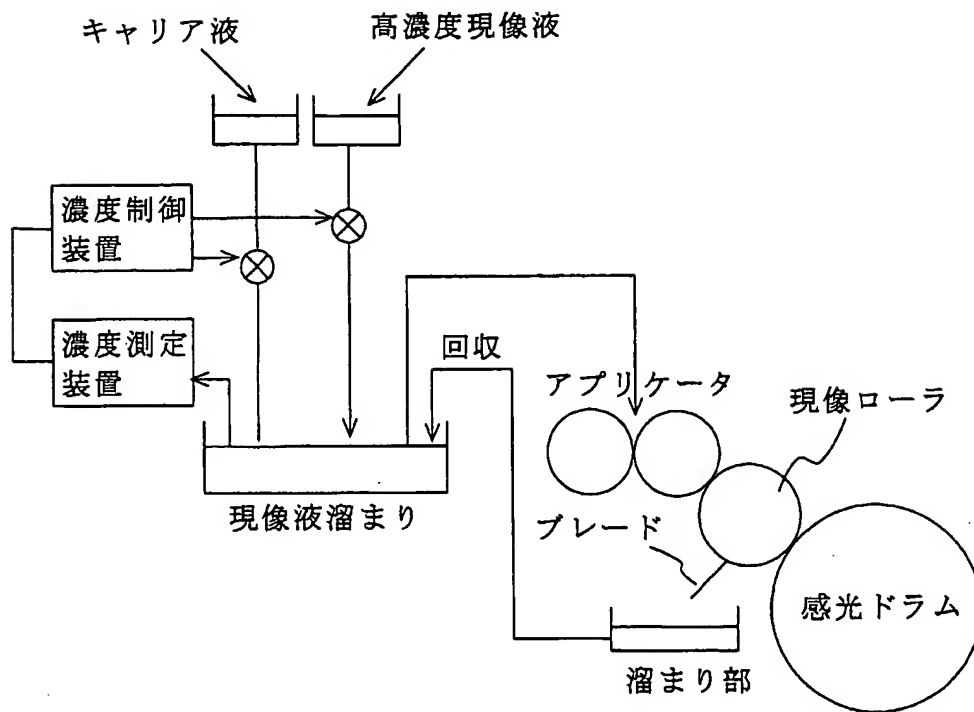 キャリア液
高濃度現像液
濃度制御
装置
濃度測定
装置
回収
アプリケータ
現像ローラ
現像液溜まり
ブレード
感光ドラム
溜まり部